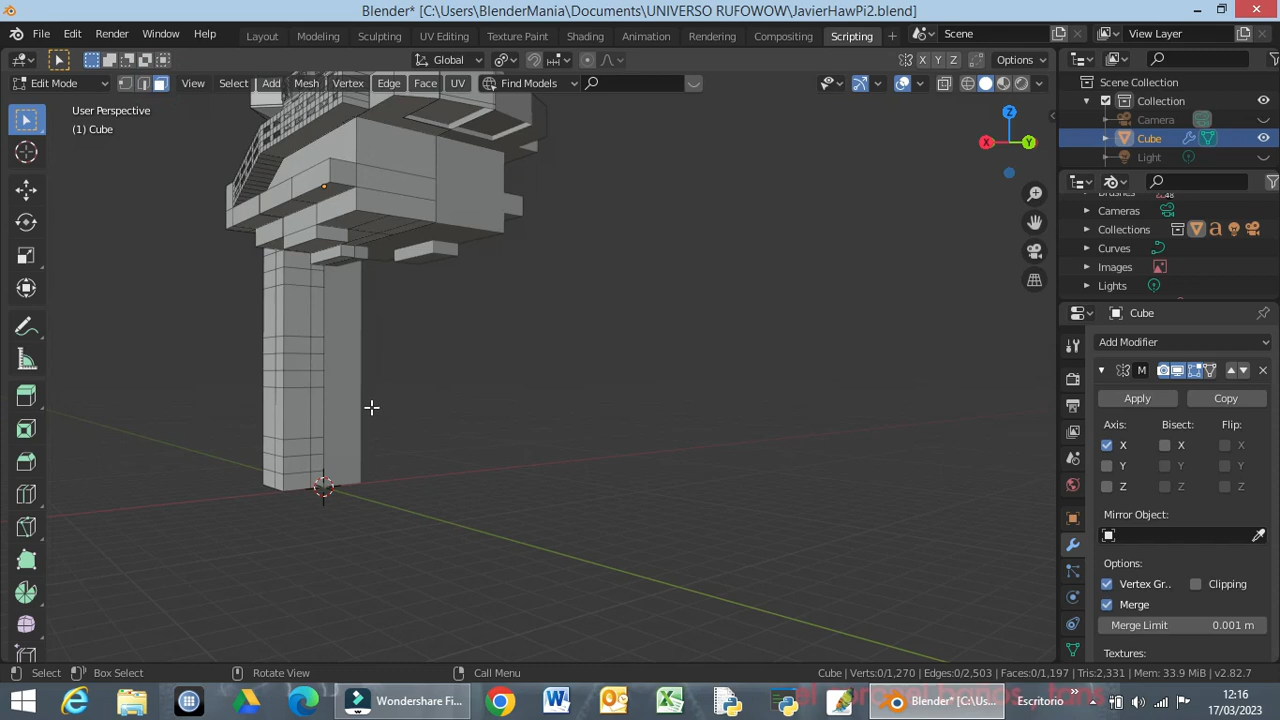 Blender* [C:\Users\BlenderMania\Documents\UNIVERSO RUFOWOW\JavierHawPi2.blend]
File Edit Render Window Help Layout Modeling Sculpting UV Editing Texture Paint Shading Animation Rendering Compositing Scripting Scene View Layer
Global X Y Z Options
Edit Mode View Select Add Mesh Vertex Edge Face UV Find Models
User Perspective
(1) Cube
X Y Z
Scene Collection
Collection
Camera
Cube
Light
Cameras
Collections
Curves
Images
Lights
Cube
Add Modifier
M
Apply Copy
Axis: Bisect: Flip:
X X X
Y Y Y
Z Z Z
Mirror Object:
Options:
Vertex Gr.. Clipping
Merge
Merge Limit 0.001 m
Textures:
Select Box Select Rotate View Call Menu Cube | Verts:0/1,270 | Edges:0/2,503 | Faces:0/1,197 | Tris:2,331 | Mem: 33.9 MiB | v2.82.7
Wondershare Fi... Blender* [C:\Us... Escritorio
12:16
17/03/2023